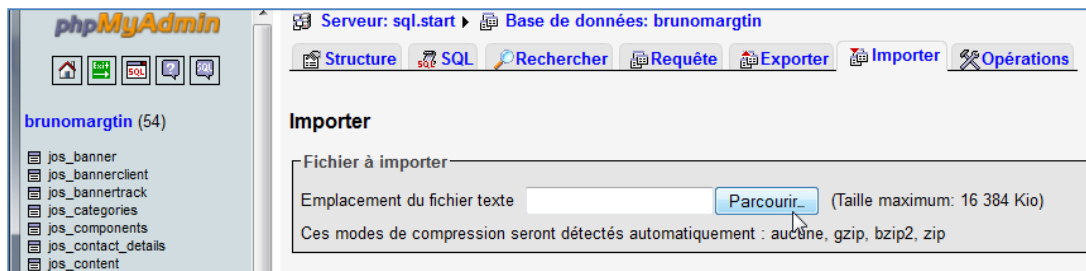 phpMyAdmin
SQL
brunomargtin (54)
jos_banner
jos_bannerclient
jos_bannertrack
jos_categories
jos_components
jos_contact_details
jos_content
Serveur: sql.start ▸ Base de données: brunomargtin
Structure SQL Rechercher Requête Exporter Importer Opérations
Importer
Fichier à importer
Emplacement du fichier texte Parcourir... (Taille maximum: 16 384 Kio)
Ces modes de compression seront détectés automatiquement : aucune, gzip, bzip2, zip